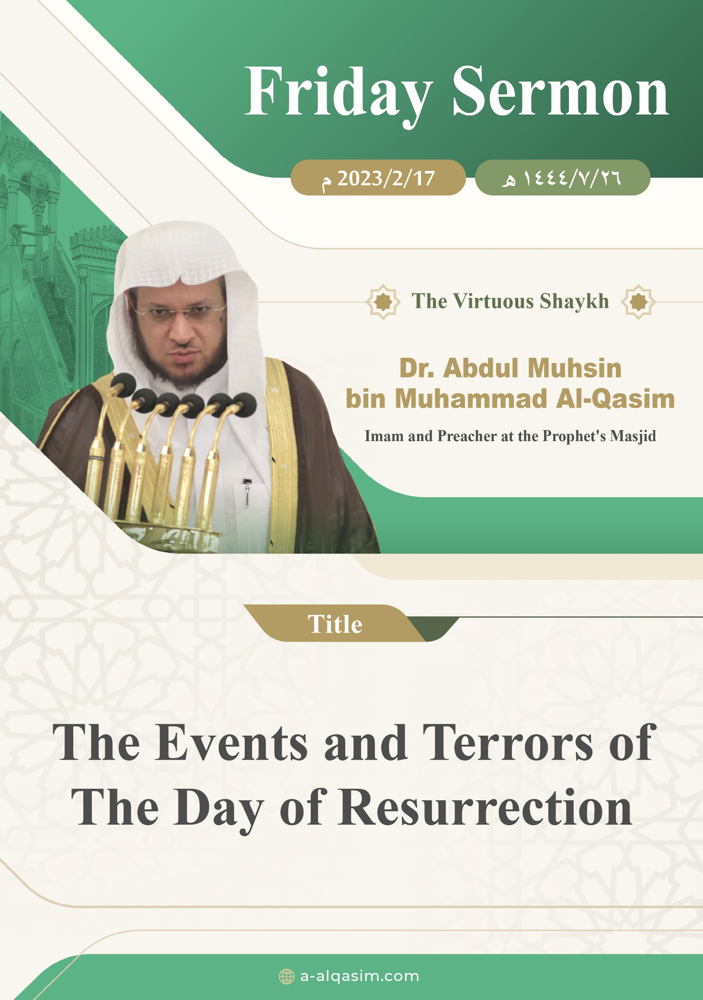 Friday Sermon
2023/2/17 م
١٤٤٤/٧/٢٦ هـ
The Virtuous Shaykh
Dr. Abdul Muhsin
bin Muhammad Al-Qasim
Imam and Preacher at the Prophet's Masjid
Title
The Events and Terrors of
The Day of Resurrection
a-alqasim.com